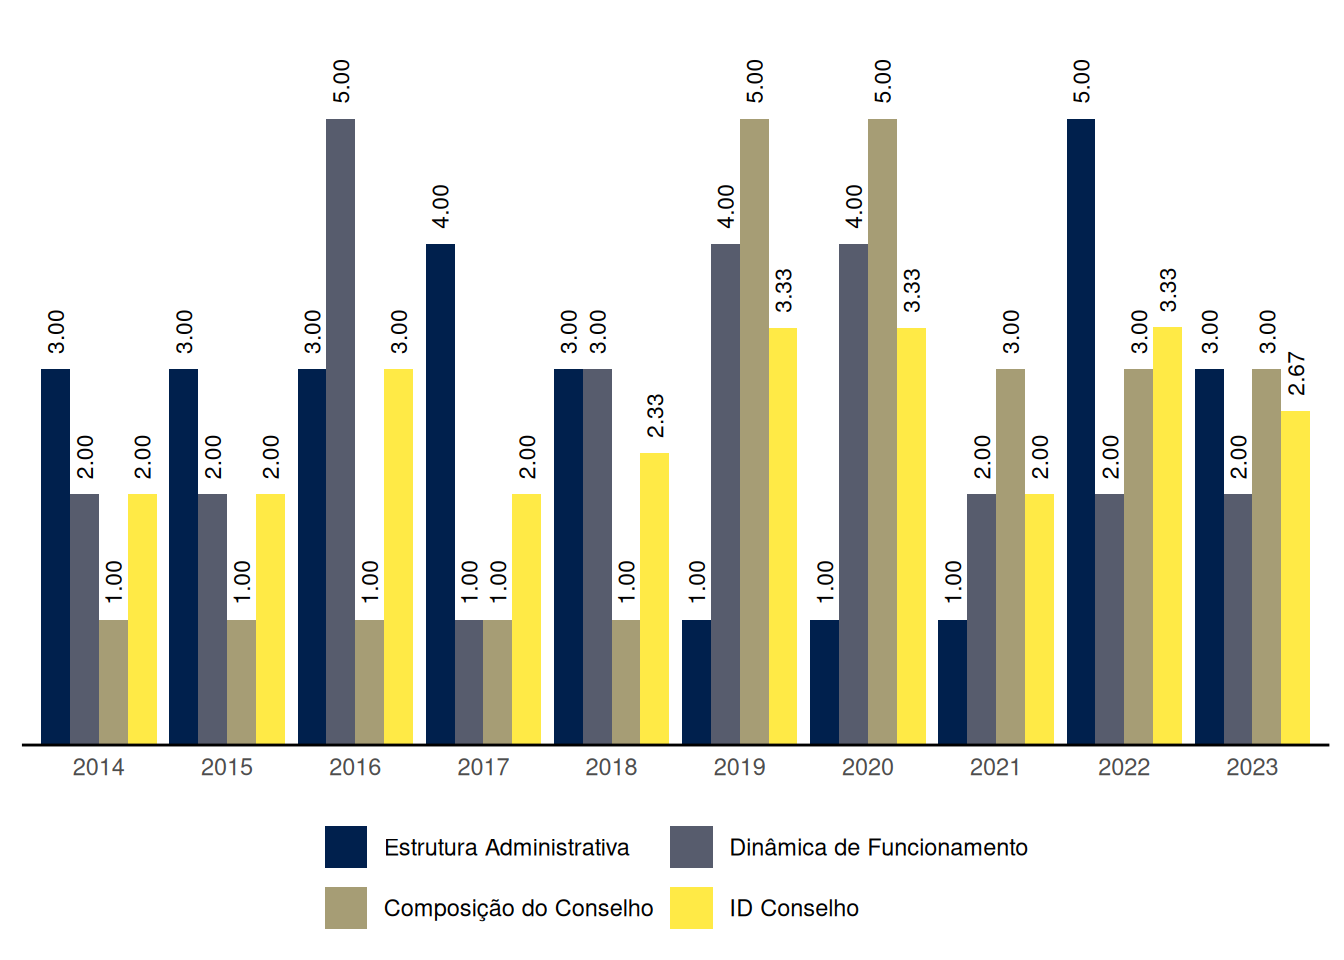 3.00 2.00 1.00 2.00 3.00 2.00 1.00 2.00 3.00 5.00 1.00 3.00 4.00 1.00 1.00 2.00 3.00 3.00 1.00 2.33 1.00 4.00 5.00 3.33 1.00 4.00 5.00 3.33 1.00 2.00 3.00 2.00 5.00 2.00 3.00 3.33 3.00 2.00 3.00 2.67
2014 2015 2016 2017 2018 2019 2020 2021 2022 2023
Estrutura Administrativa Dinâmica de Funcionamento
Composição do Conselho ID Conselho